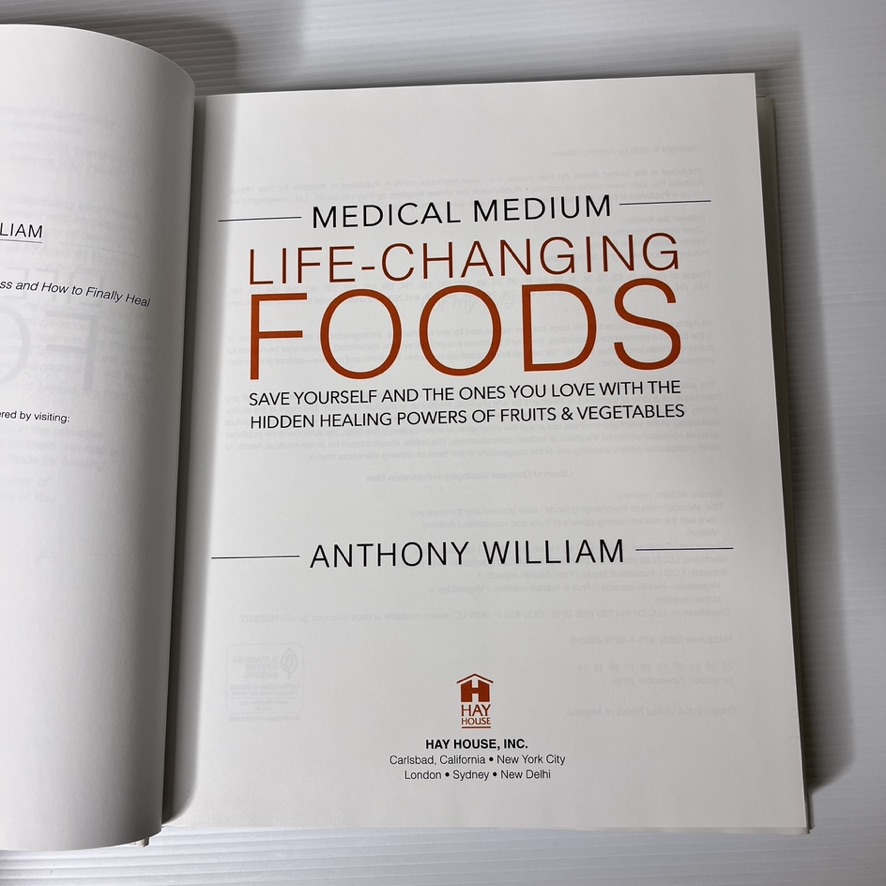 LIAM
ss and How to Finally Heal
ered by visiting:
MEDICAL MEDIUM
LIFE-CHANGING
FOODS
SAVE YOURSELF AND THE ONES YOU LOVE WITH THE
HIDDEN HEALING POWERS OF FRUITS & VEGETABLES
ANTHONY WILLIAM
HAY
HOUSE
HAY HOUSE, INC.
Carlsbad, California • New York City
London • Sydney • New Delhi